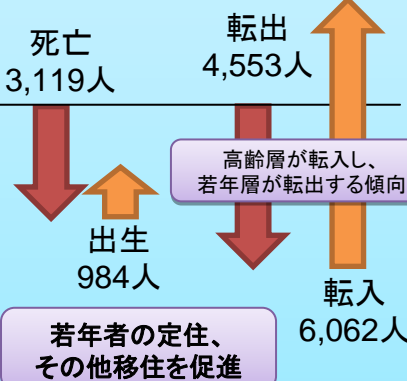 死亡
3,119人
転出
4,553人
高齢層が転入し、
若年層が転出する傾向
出生
984人
転入
6,062人
若年者の定住、
その他移住を促進